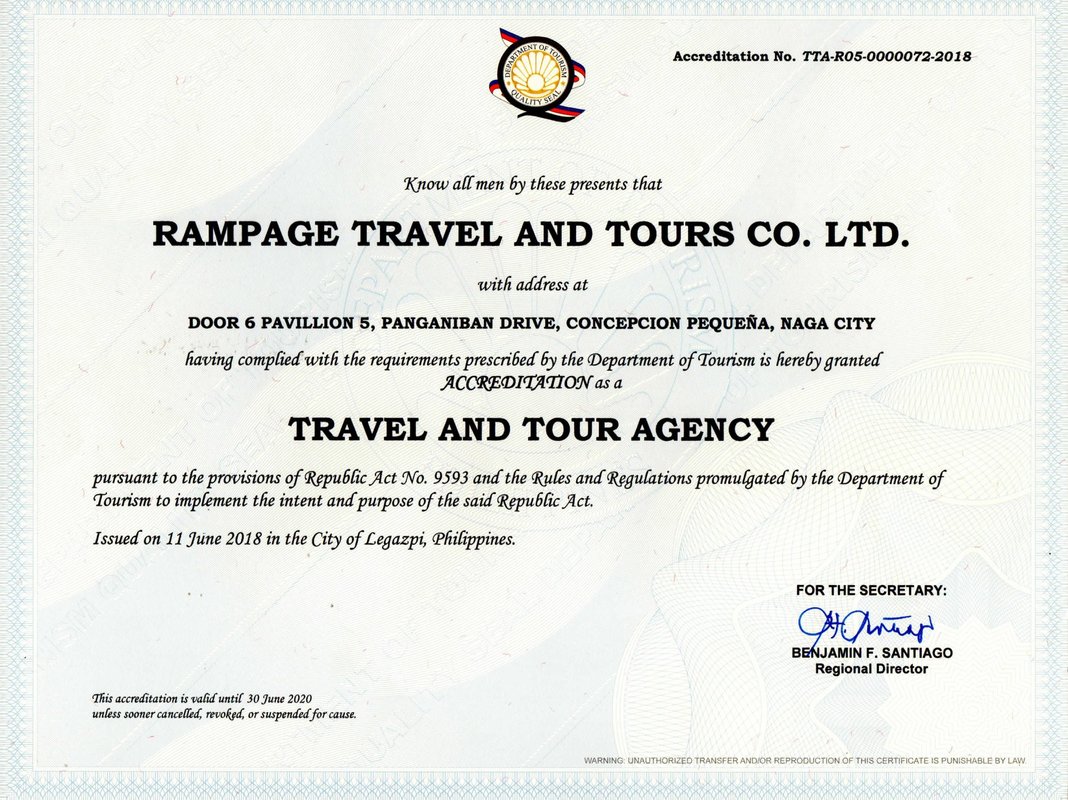 DEPARTMENT OF TOURISM
QUALITY SEAL
Accreditation No. TTA-R05-0000072-2018
Know all men by these presents that
RAMPAGE TRAVEL AND TOURS CO. LTD.
with address at
DOOR 6 PAVILLION 5, PANGANIBAN DRIVE, CONCEPCION PEQUEÑA, NAGA CITY
having complied with the requirements prescribed by the Department of Tourism is hereby granted
ACCREDITATION as a
TRAVEL AND TOUR AGENCY
pursuant to the provisions of Republic Act No. 9593 and the Rules and Regulations promulgated by the Department of
Tourism to implement the intent and purpose of the said Republic Act.
Issued on 11 June 2018 in the City of Legazpi, Philippines.
FOR THE SECRETARY:
BENJAMIN F. SANTIAGO
Regional Director
This accreditation is valid until 30 June 2020
unless sooner cancelled, revoked, or suspended for cause.
WARNING: UNAUTHORIZED TRANSFER AND/OR REPRODUCTION OF THIS CERTIFICATE IS PUNISHABLE BY LAW